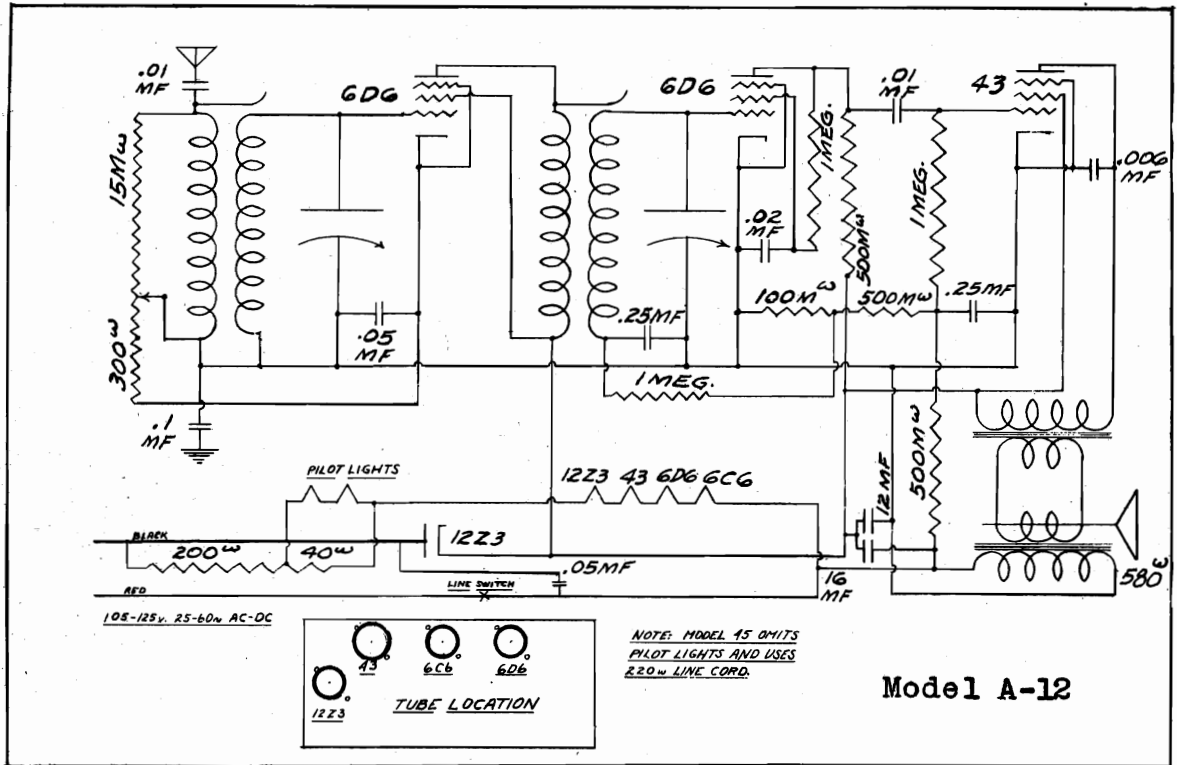 .01
MF
6D6
6D6
.01
MF
43
15Mω
1MEG.
500Mω
1MEG.
.006
MF
.02
MF
.05
MF
.25MF
100Mω
500Mω
.25MF
300ω
1MEG.
.1
MF
500Mω
PILOT LIGHTS
12Z3 43 6D6 6C6
12MF
BLACK
12Z3
200ω
40ω
.05MF
16
MF
580ω
RED
LINE SWITCH
105-125v. 25-60~ AC-DC
43
6C6
6D6
12Z3
TUBE LOCATION
NOTE: MODEL 45 OMITS
PILOT LIGHTS AND USES
220ω LINE CORD.
Model A-12